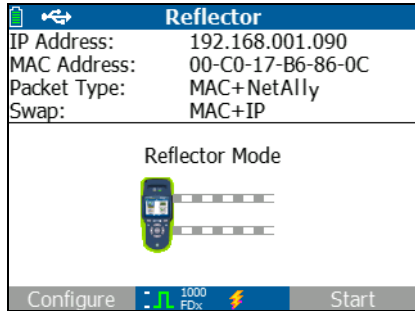 Reflector
IP Address: 192.168.001.090
MAC Address: 00-C0-17-B6-86-0C
Packet Type: MAC+NetAlly
Swap: MAC+IP
Reflector Mode
Configure 1000 FDx Start